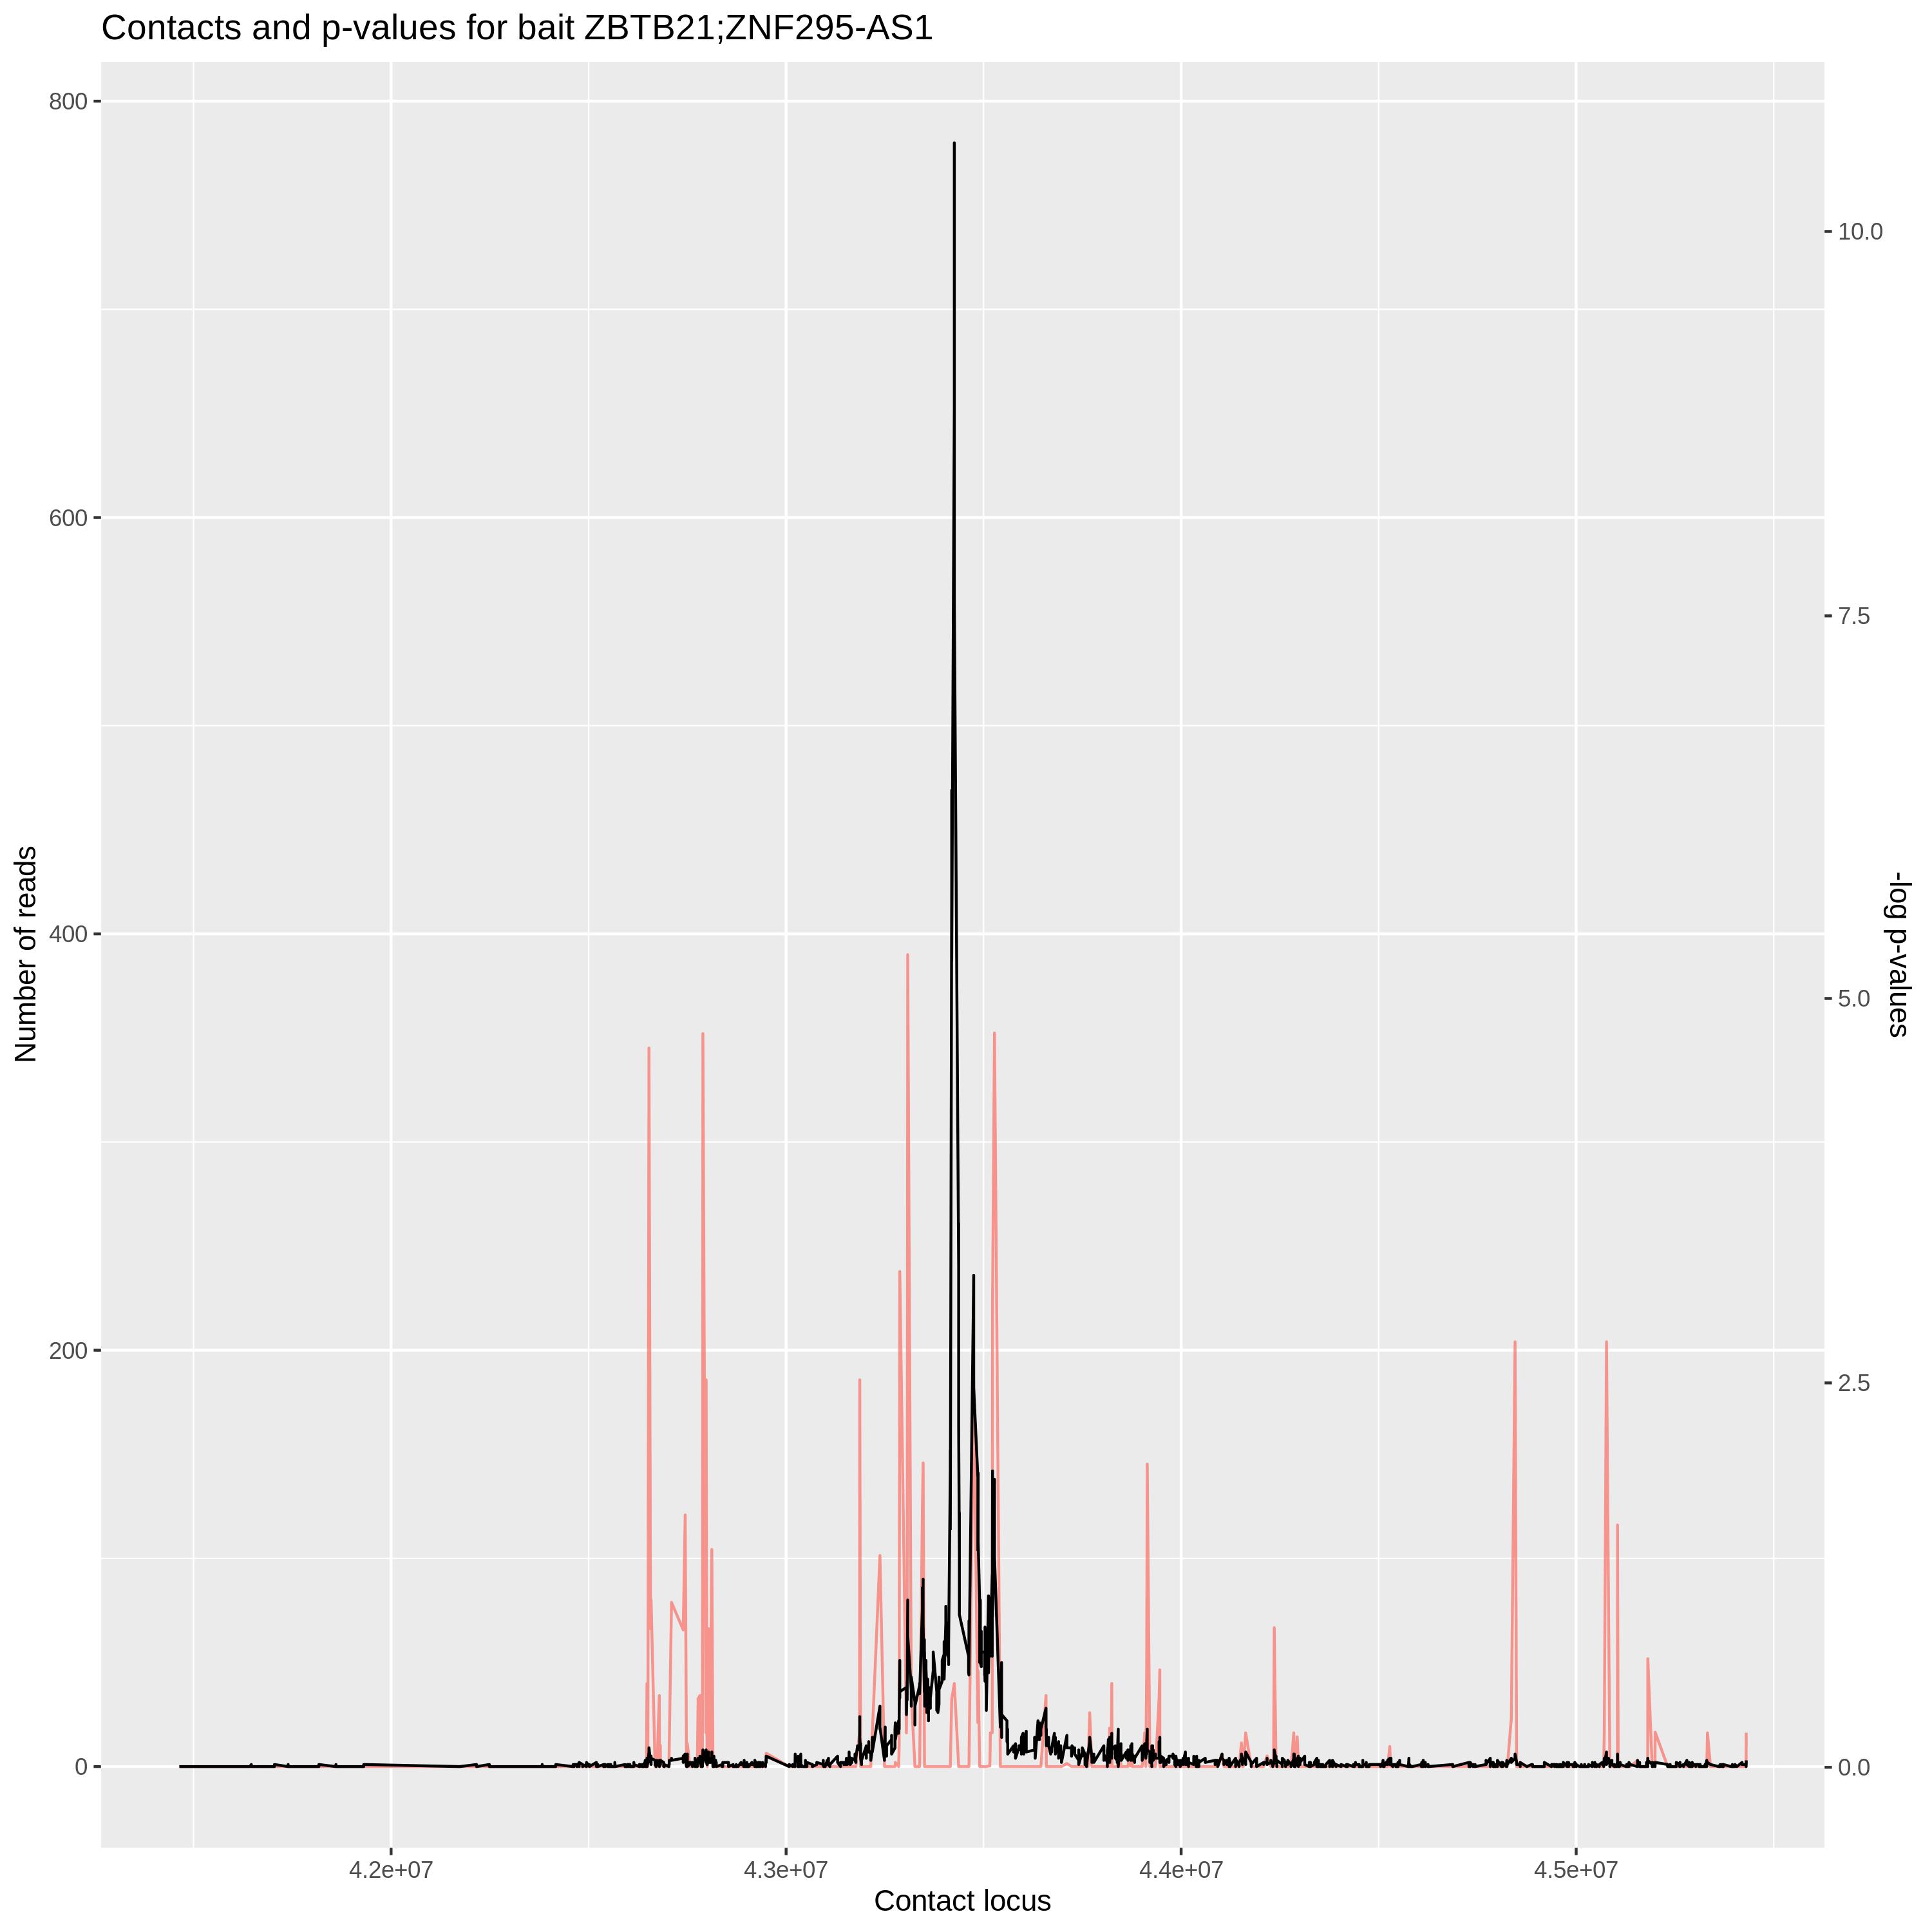 Contacts and p-values for bait ZBTB21;ZNF295-AS1
800
600
400
200
0
Number of reads
10.0
7.5
5.0
2.5
0.0
-log p-values
4.2e+07
4.3e+07
4.4e+07
4.5e+07
Contact locus